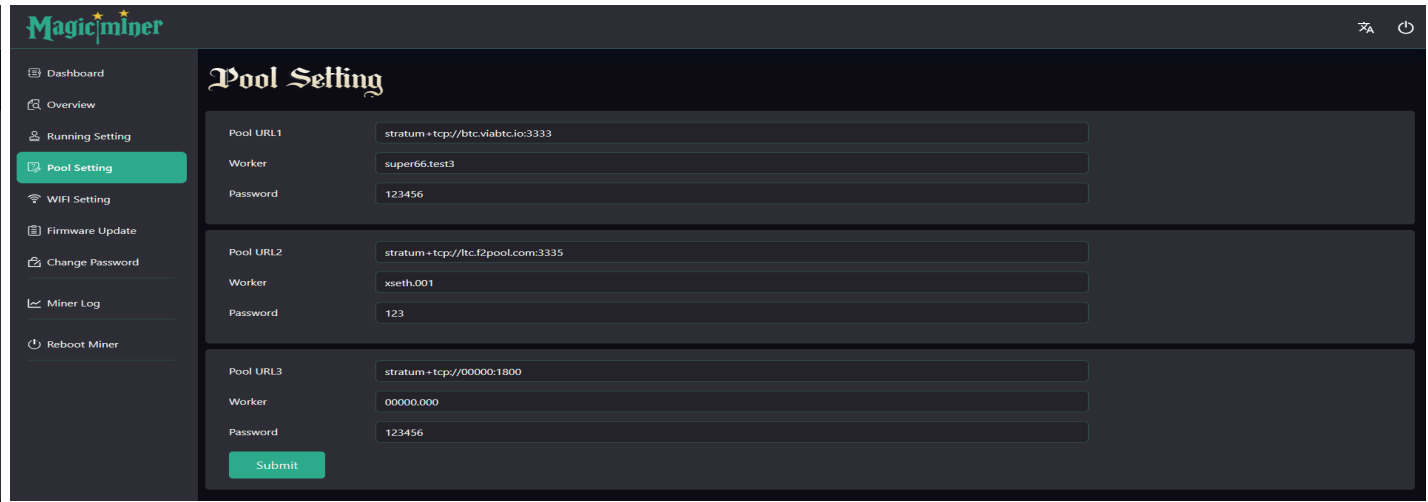 Magicminer
Dashboard
Overview
Running Setting
Pool Setting
WIFI Setting
Firmware Update
Change Password
Miner Log
Reboot Miner
Pool Setting
Pool URL1 stratum+tcp://btc.viabtc.io:3333
Worker super66.test3
Password 123456
Pool URL2 stratum+tcp://ltc.f2pool.com:3335
Worker xseth.001
Password 123
Pool URL3 stratum+tcp://00000:1800
Worker 00000.000
Password 123456
Submit